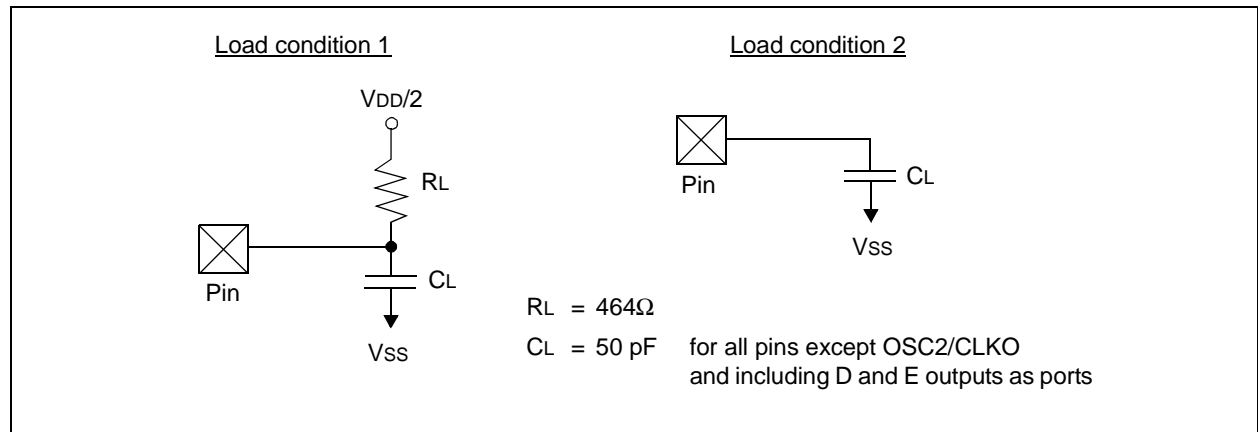 Load condition 1
VDD/2
RL
Pin
CL
VSS
Load condition 2
Pin
CL
VSS
RL = 464Ω
CL = 50 pF for all pins except OSC2/CLKO
and including D and E outputs as ports